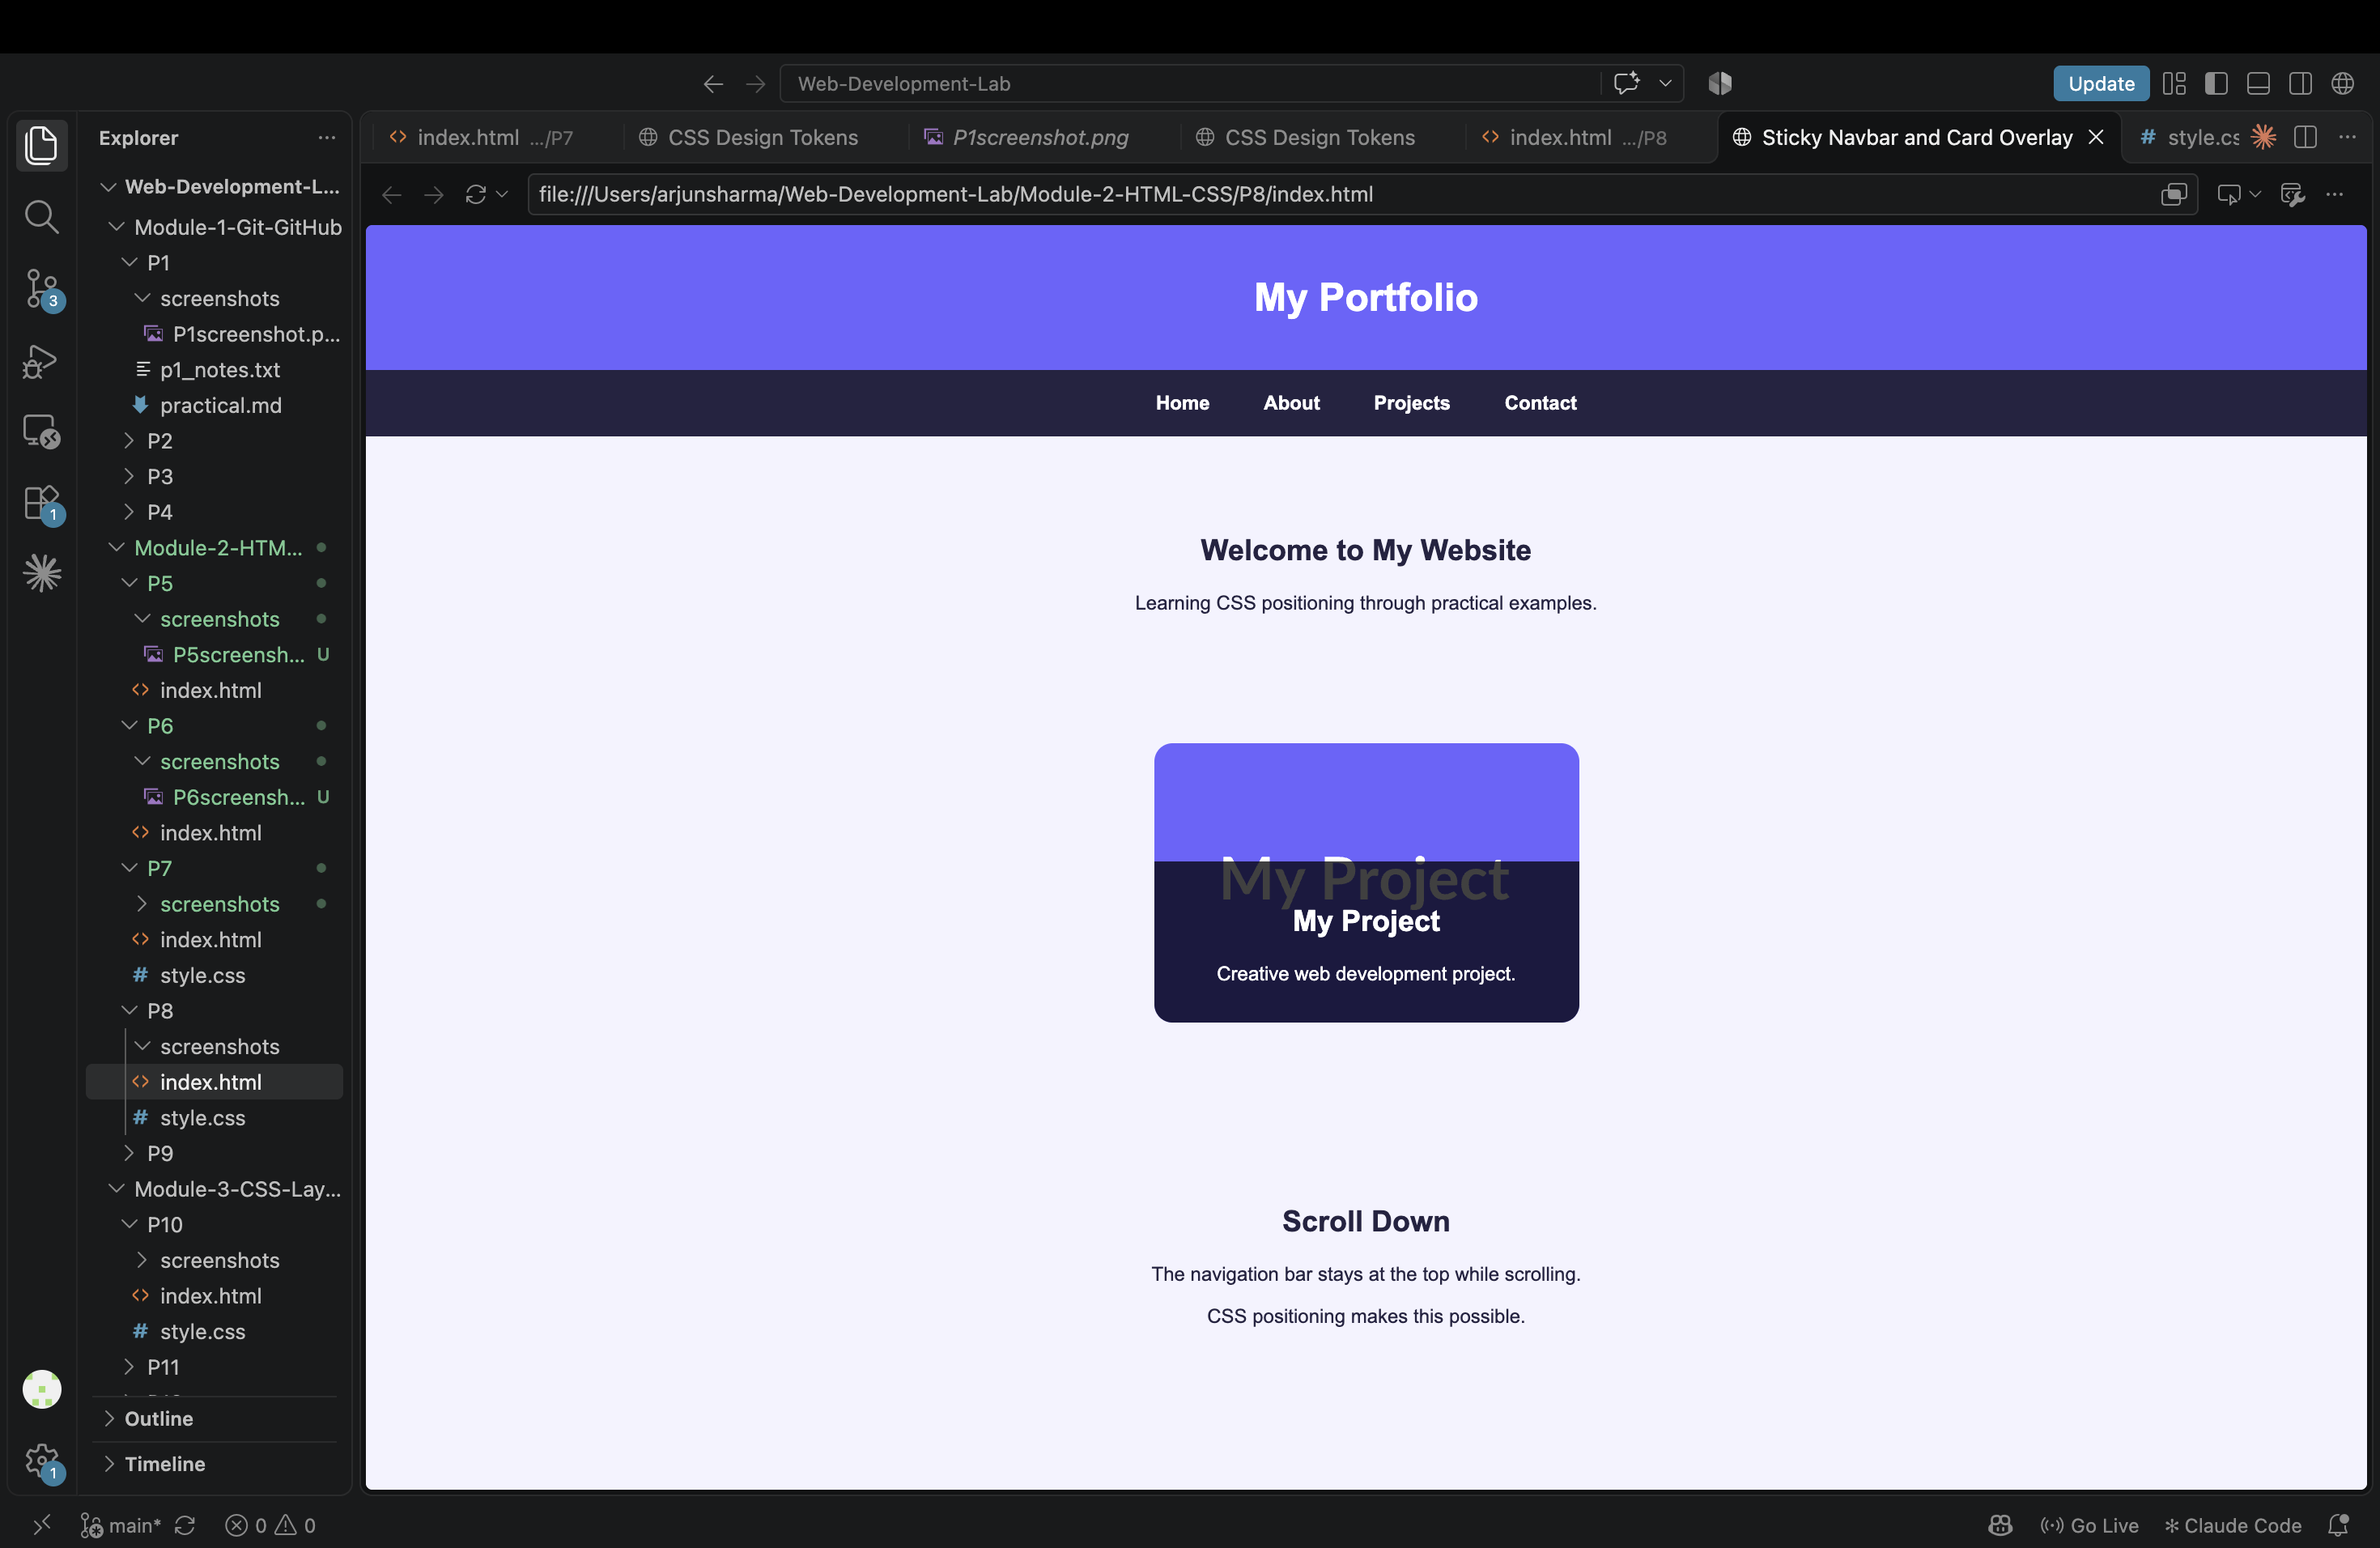 Web-Development-Lab
Update
Explorer
index.html .../P7
CSS Design Tokens
P1screenshot.png
CSS Design Tokens
index.html .../P8
Sticky Navbar and Card Overlay
# style.cs
file:///Users/arjunsharma/Web-Development-Lab/Module-2-HTML-CSS/P8/index.html
Web-Development-L...
Module-1-Git-GitHub
P1
screenshots
P1screenshot.p...
p1_notes.txt
practical.md
P2
P3
P4
Module-2-HTM...
P5
screenshots
P5screensh... U
index.html
P6
screenshots
P6screensh... U
index.html
P7
screenshots
index.html
# style.css
P8
screenshots
index.html
# style.css
P9
Module-3-CSS-Lay...
P10
screenshots
index.html
# style.css
P11
Outline
Timeline
3
1
1
My Portfolio
Home About Projects Contact
Welcome to My Website
Learning CSS positioning through practical examples.
My Project
My Project
Creative web development project.
Scroll Down
The navigation bar stays at the top while scrolling.
CSS positioning makes this possible.
main*
0
0
Go Live
Claude Code